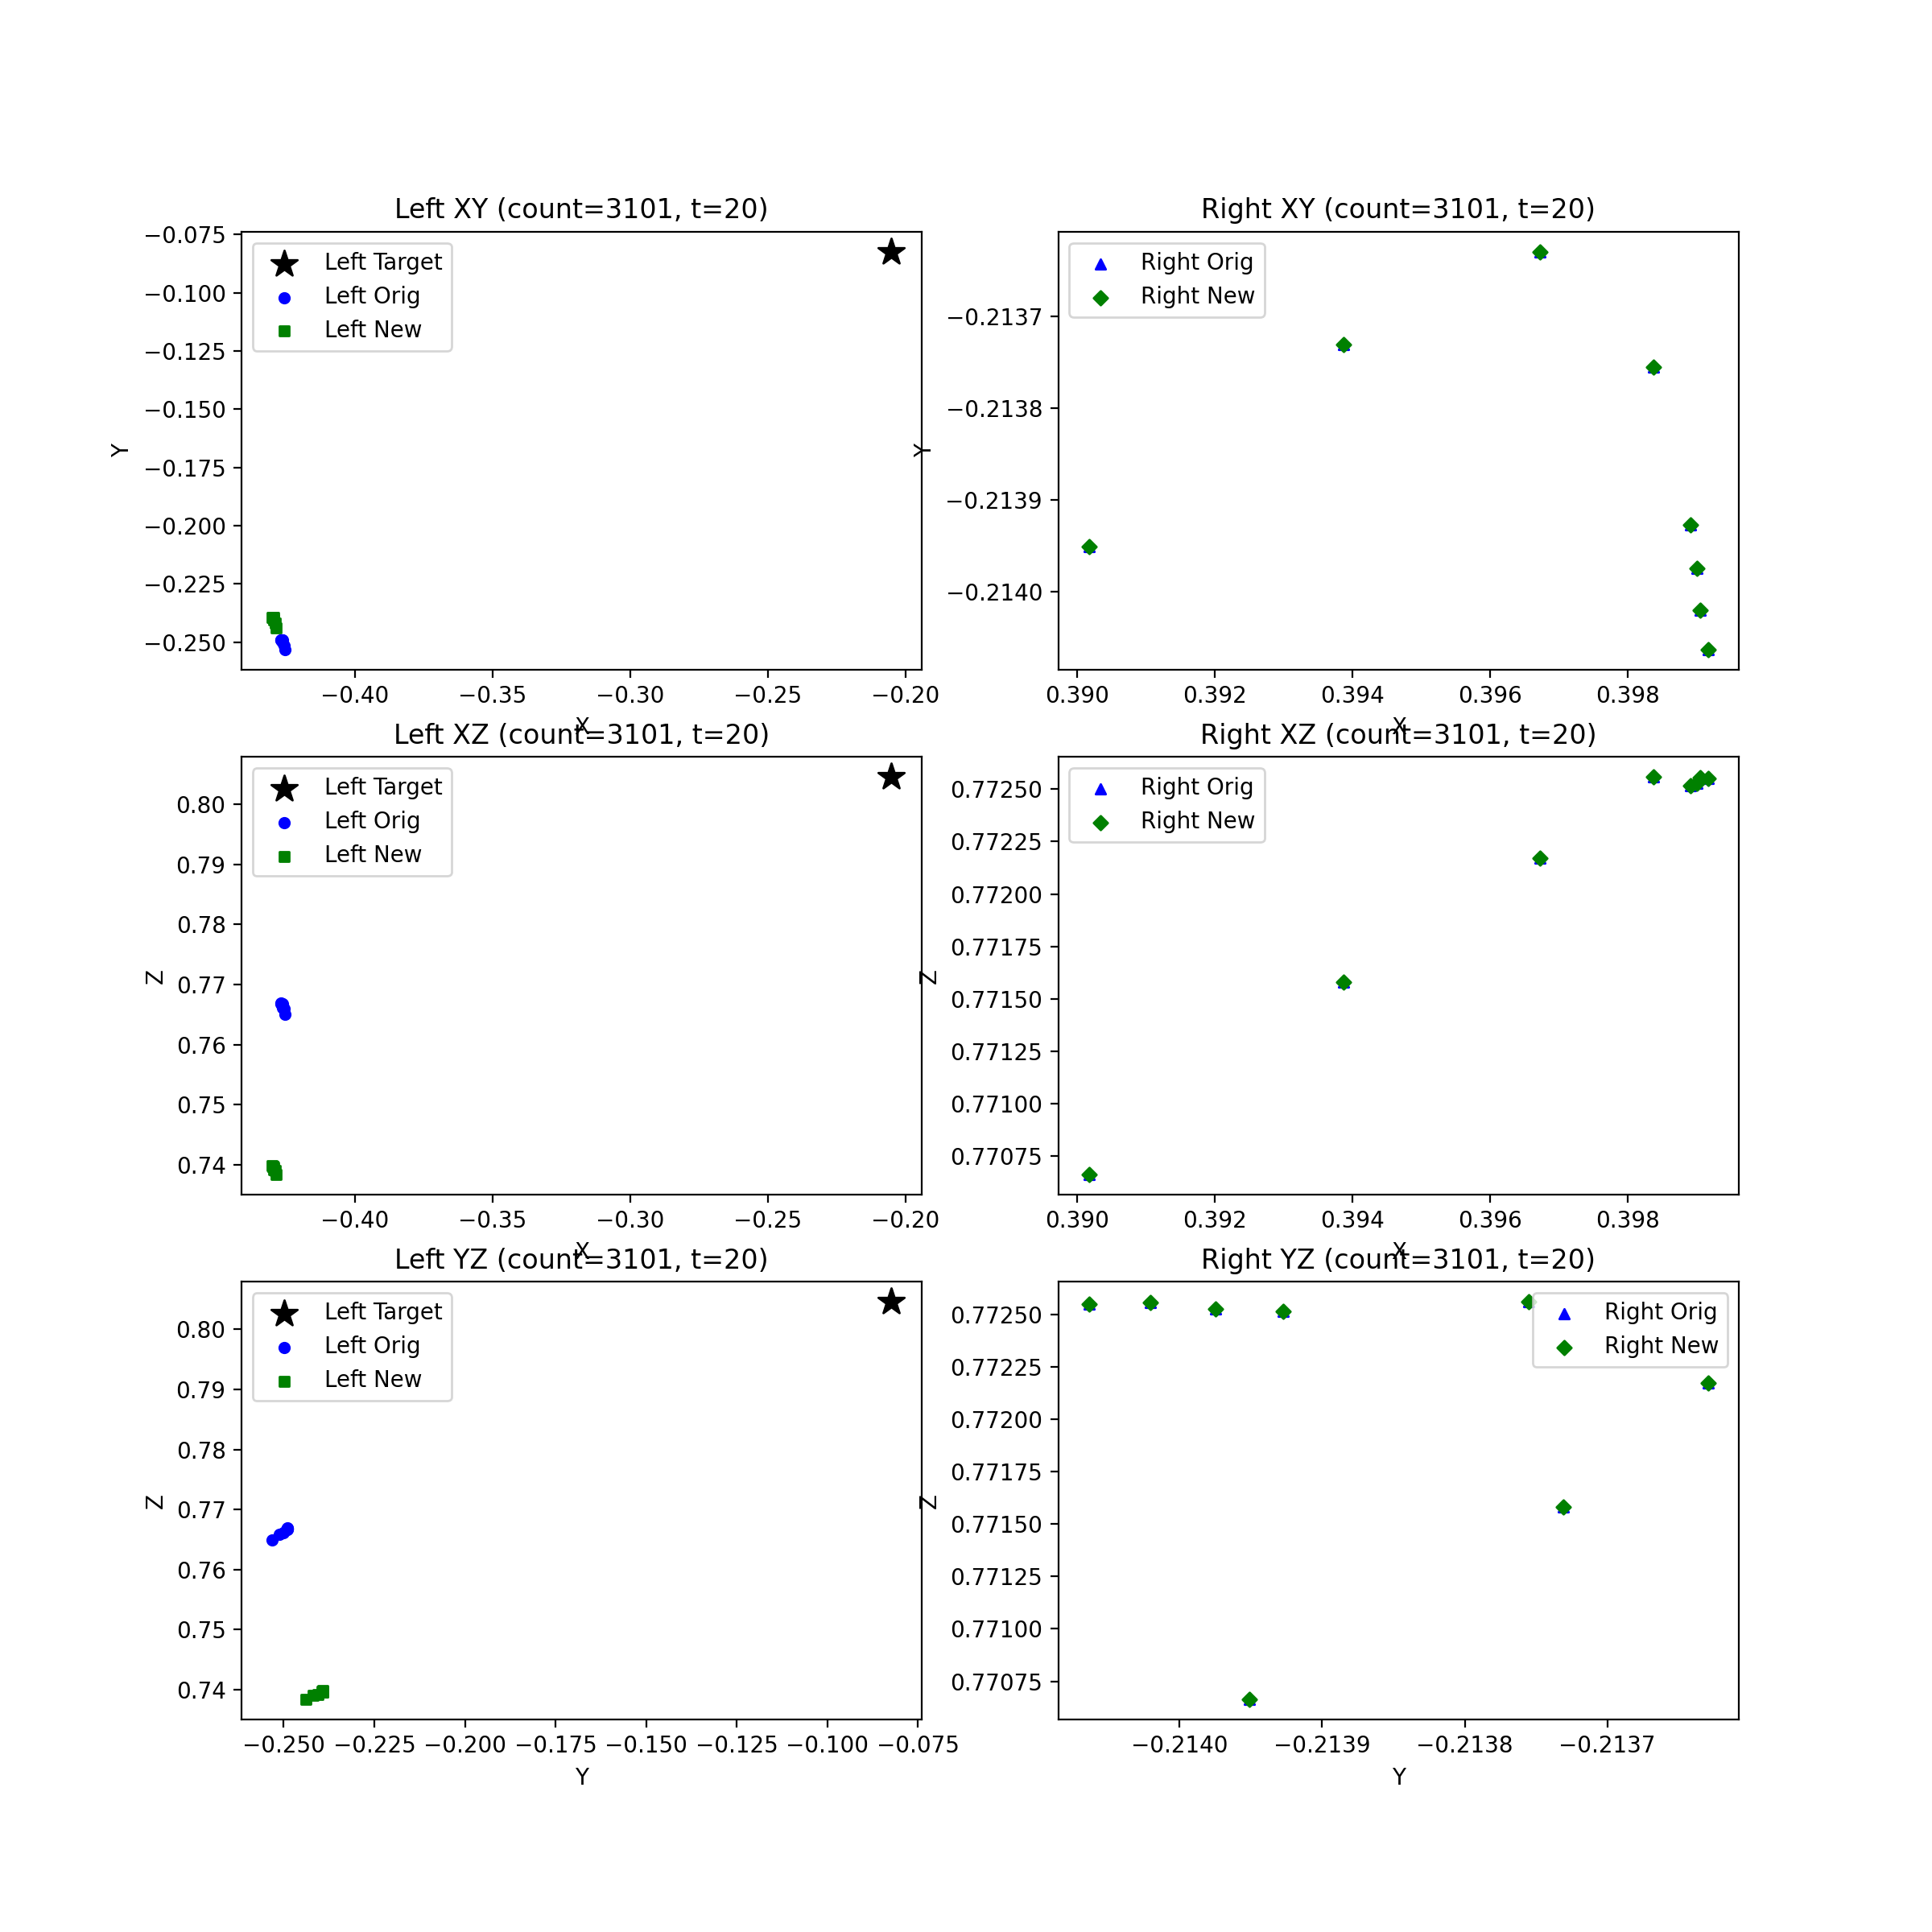 Left XY (count=3101, t=20)
−0.075
−0.100
−0.125
−0.150
−0.175
−0.200
−0.225
−0.250
Y
Left Target
Left Orig
Left New
−0.40
−0.35
−0.30
−0.25
−0.20
X
Right XY (count=3101, t=20)
−0.2137
−0.2138
−0.2139
−0.2140
Y
Right Orig
Right New
0.390
0.392
0.394
0.396
0.398
X
Left XZ (count=3101, t=20)
0.80
0.79
0.78
0.77
0.76
0.75
0.74
Z
Left Target
Left Orig
Left New
−0.40
−0.35
−0.30
−0.25
−0.20
X
Right XZ (count=3101, t=20)
0.77250
0.77225
0.77200
0.77175
0.77150
0.77125
0.77100
0.77075
Z
Right Orig
Right New
0.390
0.392
0.394
0.396
0.398
X
Left YZ (count=3101, t=20)
0.80
0.79
0.78
0.77
0.76
0.75
0.74
Z
Left Target
Left Orig
Left New
−0.250
−0.225
−0.200
−0.175
−0.150
−0.125
−0.100
−0.075
Y
Right YZ (count=3101, t=20)
0.77250
0.77225
0.77200
0.77175
0.77150
0.77125
0.77100
0.77075
Z
Right Orig
Right New
−0.2140
−0.2139
−0.2138
−0.2137
Y